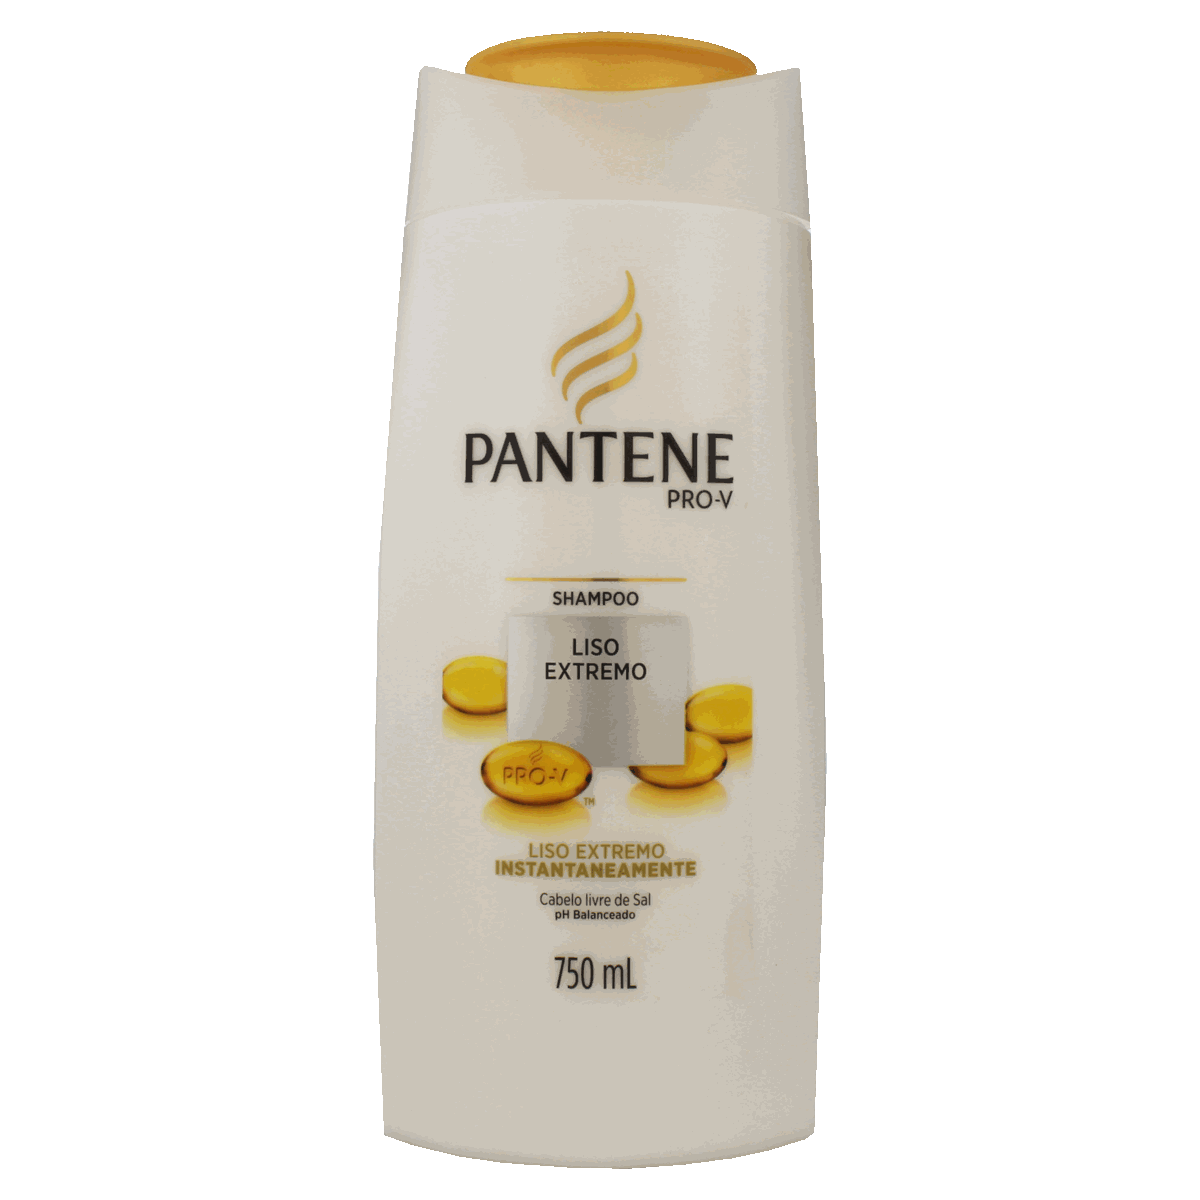 PANTENE
PRO-V
SHAMPOO
LISO
EXTREMO
PRO-V
TM
LISO EXTREMO
INSTANTANEAMENTE
Cabelo livre de Sal
pH Balanceado
750 mL